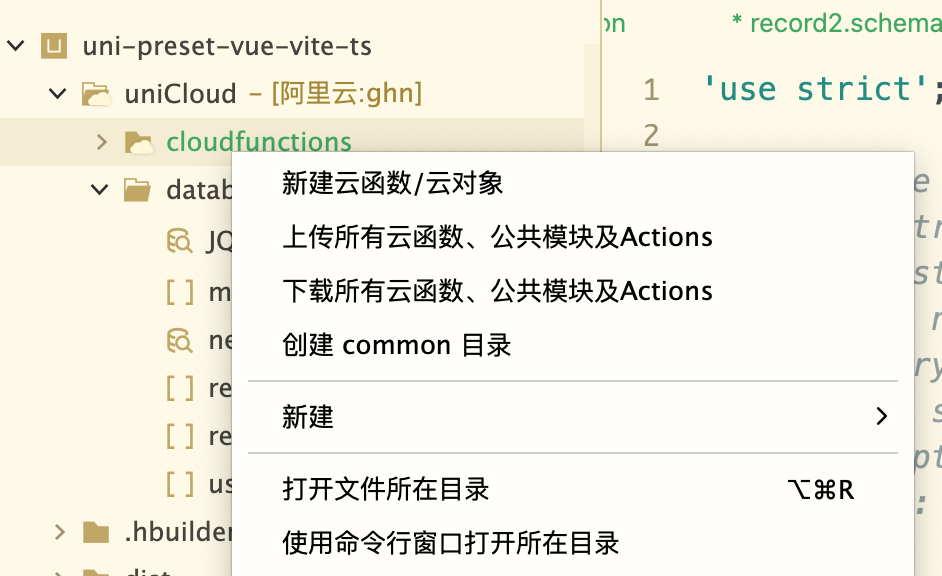 uni-preset-vue-vite-ts
uniCloud – [阿里云:ghn]
cloudfunctions
datab
JQ
m
ne
re
re
us
.hbuilder
dist
新建云函数/云对象
上传所有云函数、公共模块及Actions
下载所有云函数、公共模块及Actions
创建 common 目录
新建
打开文件所在目录 ⌥⌘R
使用命令行窗口打开所在目录
on * record2.schema
1 'use strict';
2